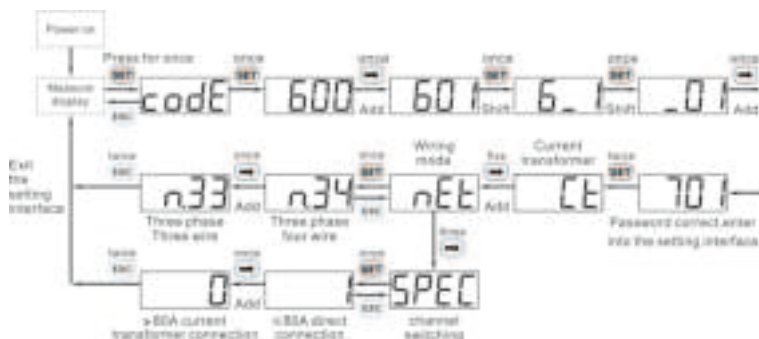 Power on
Press for once
once
once
once
once
once
SET
SET
→
SET
SET
→
Measure
display
codE
600
601
6_1
_01
ESC
Add
Shift
Shift
Add
Exit
the
setting
interface
Wiring
mode
Current
transformer
twice
once
once
five
twice
ESC
→
SET
→
SET
n.33
n.34
nEt
Ct
701
Add
ESC
Add
Three phase
Three wire
Three phase
four wire
Password correct,enter
into the setting interface
three
→
twice
once
once
ESC
→
SET
0
1
SPEC
Add
ESC
80A current
transformer connection
80A direct
connection
channel
switching